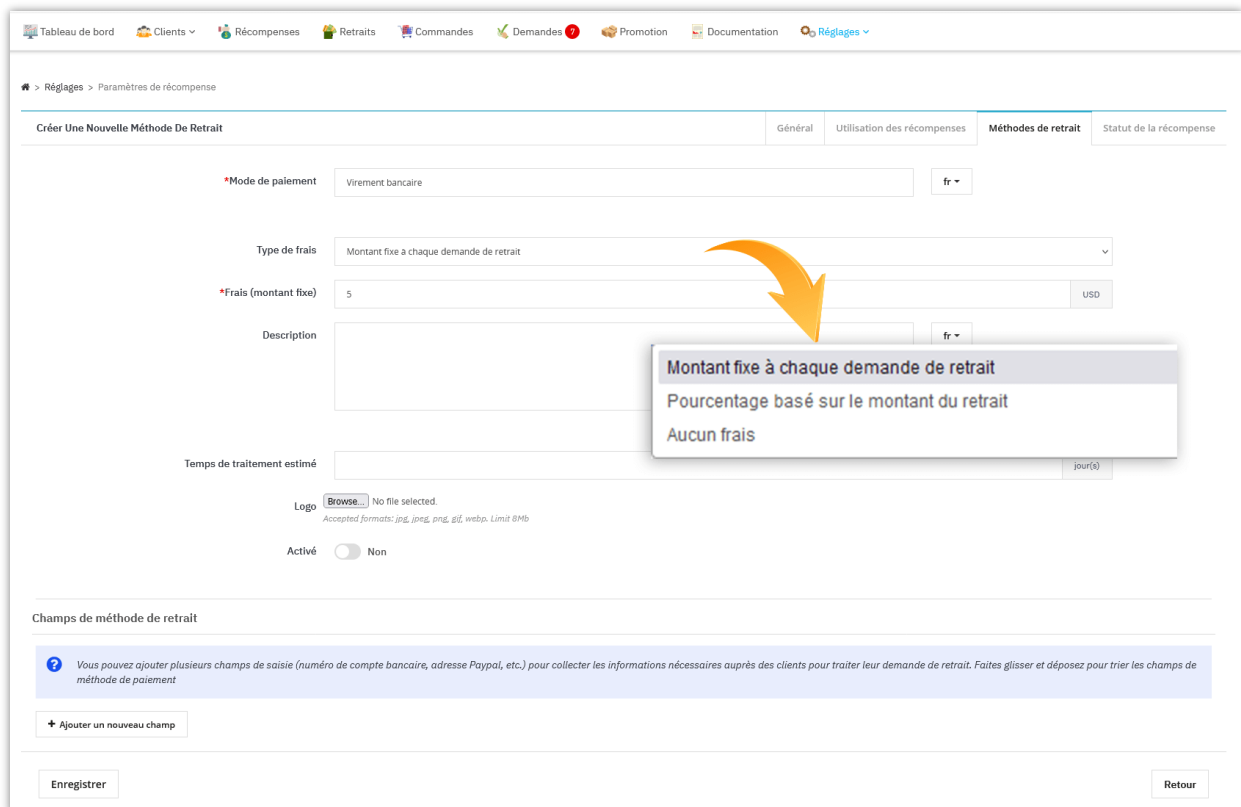 Tableau de bord Clients Récompenses Retraits Commandes Demandes 7 Promotion Documentation Réglages
> Réglages > Paramètres de récompense
Créer Une Nouvelle Méthode De Retrait Général Utilisation des récompenses Méthodes de retrait Statut de la récompense
*Mode de paiement Virement bancaire fr
Type de frais Montant fixe à chaque demande de retrait
*Frais (montant fixe) 5 USD
Description fr
Montant fixe à chaque demande de retrait
Pourcentage basé sur le montant du retrait
Aucun frais
Temps de traitement estimé jour(s)
Logo Browse... No file selected.
Accepted formats: jpg, jpeg, png, gif, webp. Limit 8Mb
Activé Non
Champs de méthode de retrait
? Vous pouvez ajouter plusieurs champs de saisie (numéro de compte bancaire, adresse Paypal, etc.) pour collecter les informations nécessaires auprès des clients pour traiter leur demande de retrait. Faites glisser et déposez pour trier les champs de
méthode de paiement
+ Ajouter un nouveau champ
Enregistrer Retour